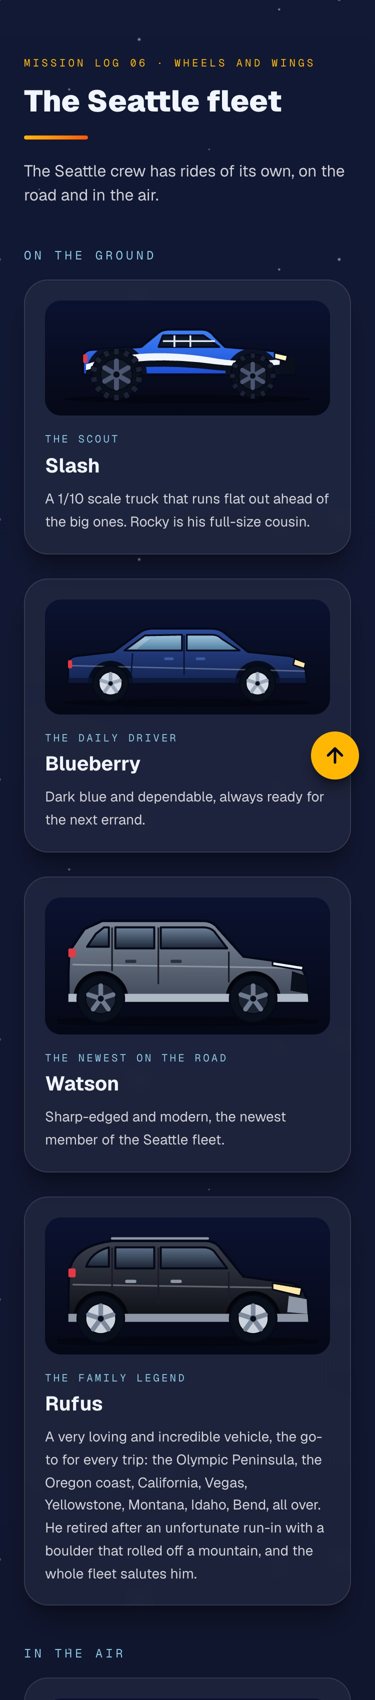 MISSION LOG 06 · WHEELS AND WINGS
The Seattle fleet
The Seattle crew has rides of its own, on the
road and in the air.
ON THE GROUND
THE SCOUT
Slash
A 1/10 scale truck that runs flat out ahead of
the big ones. Rocky is his full-size cousin.
THE DAILY DRIVER
Blueberry
Dark blue and dependable, always ready for
the next errand.
THE NEWEST ON THE ROAD
Watson
Sharp-edged and modern, the newest
member of the Seattle fleet.
THE FAMILY LEGEND
Rufus
A very loving and incredible vehicle, the go-
to for every trip: the Olympic Peninsula, the
Oregon coast, California, Vegas,
Yellowstone, Montana, Idaho, Bend, all over.
He retired after an unfortunate run-in with a
boulder that rolled off a mountain, and the
whole fleet salutes him.
IN THE AIR